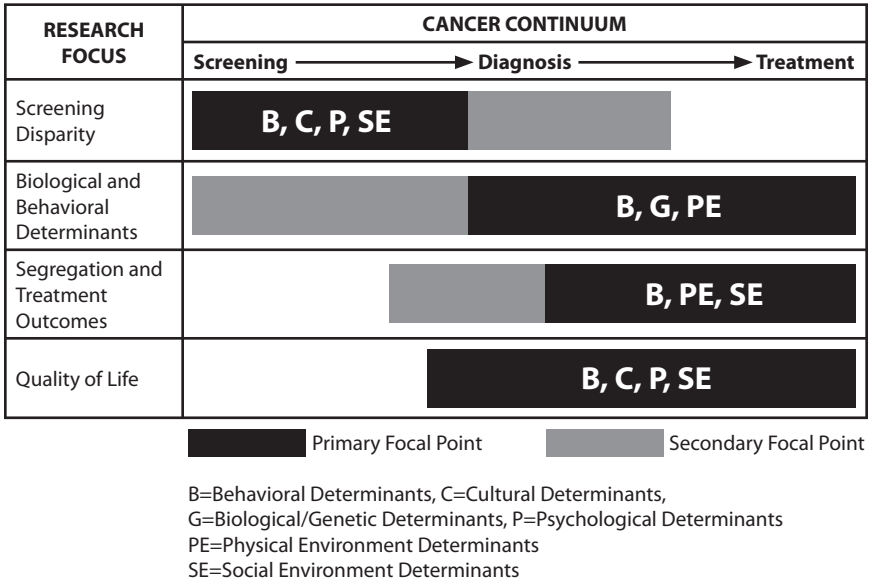 RESEARCH
FOCUS
CANCER CONTINUUM
Screening Diagnosis Treatment
Screening
Disparity
B, C, P, SE
Biological and
Behavioral
Determinants
B, G, PE
Segregation and
Treatment
Outcomes
B, PE, SE
Quality of Life
B, C, P, SE
Primary Focal Point Secondary Focal Point
B=Behavioral Determinants, C=Cultural Determinants,
G=Biological/Genetic Determinants, P=Psychological Determinants
PE=Physical Environment Determinants
SE=Social Environment Determinants